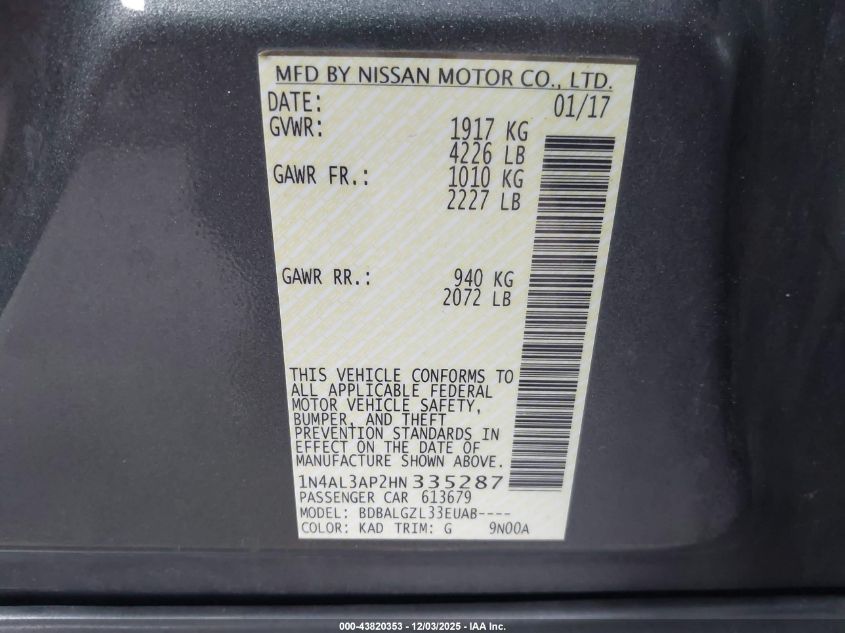 MFD BY NISSAN MOTOR CO., LTD.
DATE: 01/17
GVWR: 1917 KG
4226 LB
GAWR FR.: 1010 KG
2227 LB
GAWR RR.: 940 KG
2072 LB
THIS VEHICLE CONFORMS TO
ALL APPLICABLE FEDERAL
MOTOR VEHICLE SAFETY,
BUMPER, AND THEFT
PREVENTION STANDARDS IN
EFFECT ON THE DATE OF
MANUFACTURE SHOWN ABOVE.
1N4AL3AP2HN335287
PASSENGER CAR 613679
MODEL: BDBALGZL33EUAB----
COLOR: KAD TRIM: G 9N00A
000-43820353 - 12/03/2025 - IAA Inc.